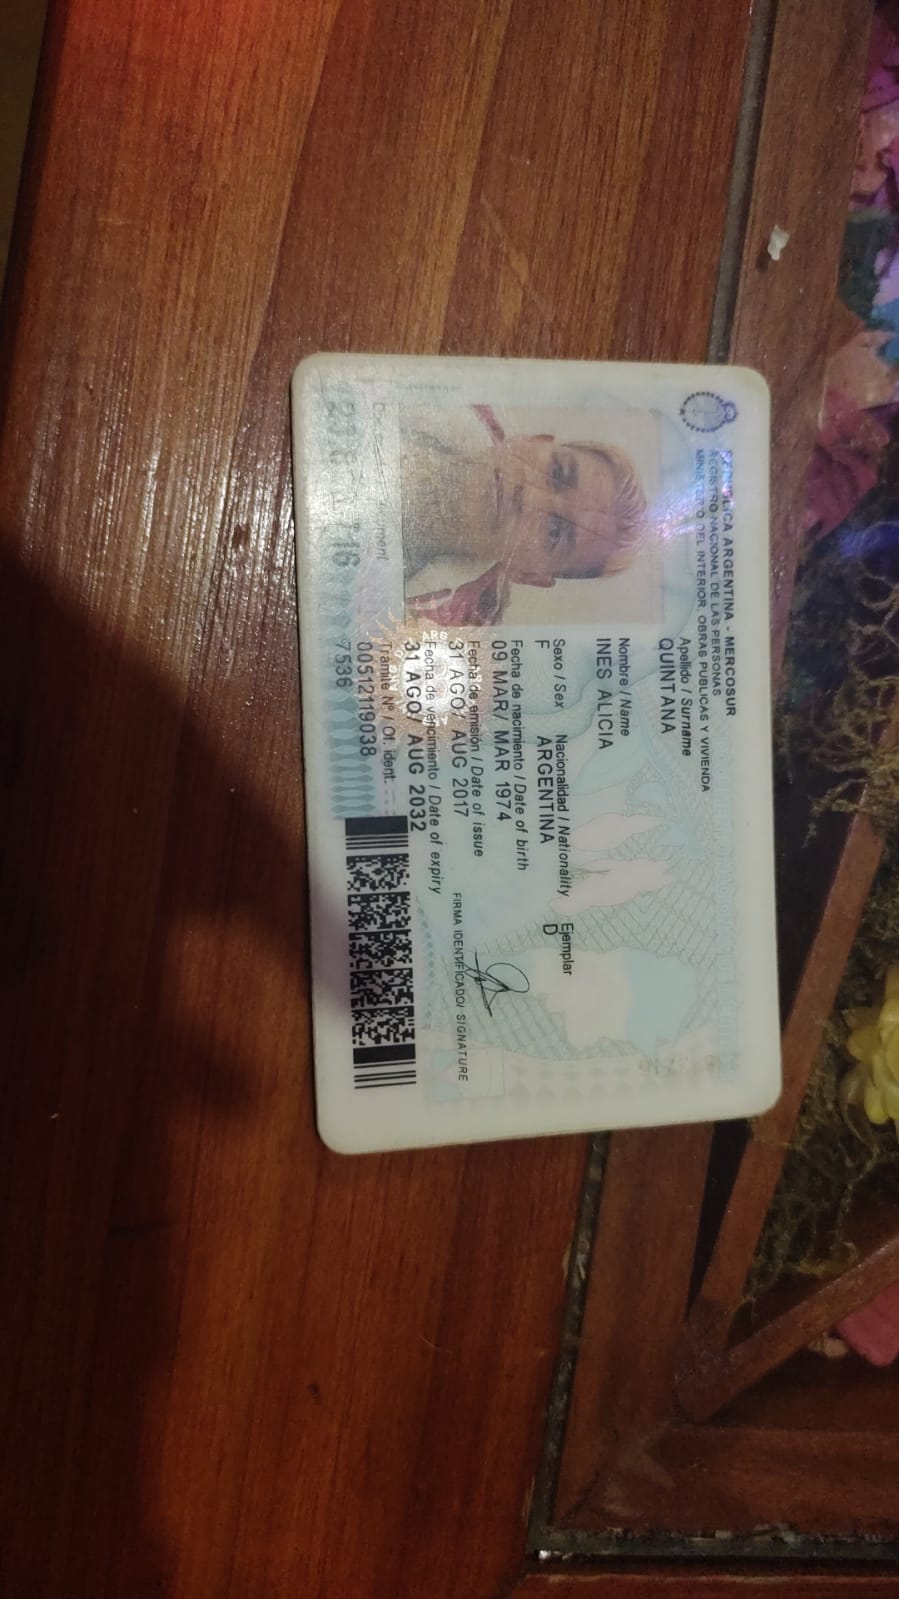 REPUBLICA ARGENTINA - MERCOSUR
REGISTRO NACIONAL DE LAS PERSONAS
MINISTERIO DEL INTERIOR, OBRAS PUBLICAS Y VIVIENDA
Apellido / Surname
QUINTANA
Nombre / Name
INES ALICIA
Sexo / Sex Nacionalidad / Nationality Ejemplar
F ARGENTINA D
Fecha de nacimiento / Date of birth
09 MAR/ MAR 1974
Fecha de emisión / Date of issue
31 AGO/ AUG 2017
FIRMA IDENTIFICADO/ SIGNATURE
Fecha de vencimiento / Date of expiry
31 AGO/ AUG 2032
Trámite Nº / Of. ident.
00512119038
7536